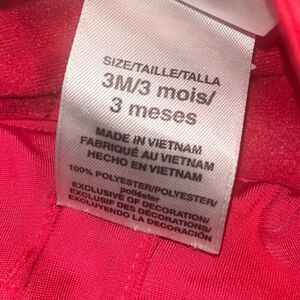 SIZE/TAILLE/TALLA
3M/3 mois/
3 meses
MADE IN VIETNAM
FABRIQUÉ AU VIETNAM
HECHO EN VIETNAM
100% POLYESTER/POLYESTER/
poliéster
EXCLUSIVE OF DECORATION/
EXCLUSIF DES DÉCORATIONS/
EXCLUYENDO LA DECORACIÓN